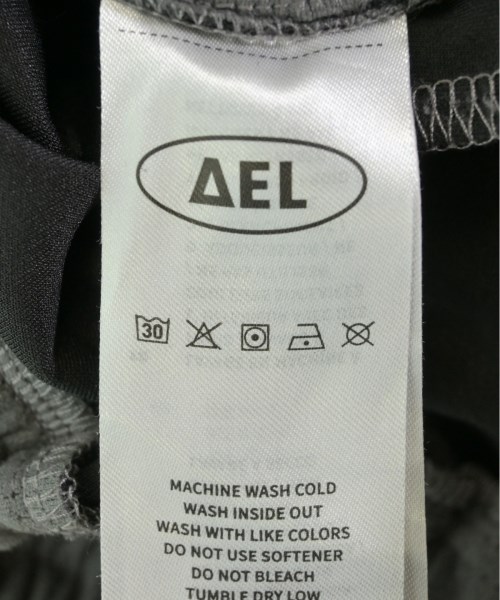 ΔEL
30
MACHINE WASH COLD
WASH INSIDE OUT
WASH WITH LIKE COLORS
DO NOT USE SOFTENER
DO NOT BLEACH
TUMBLE DRY LOW